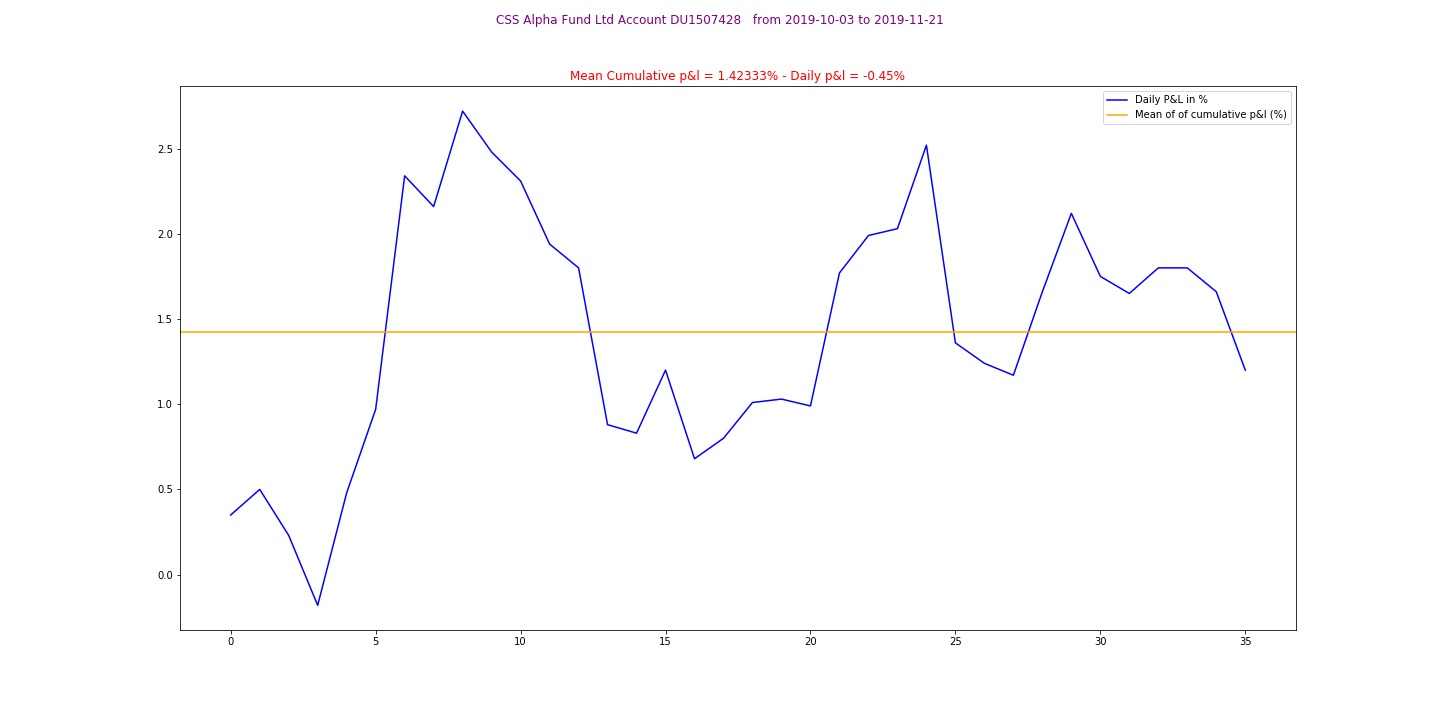 CSS Alpha Fund Ltd Account DU1507428   from 2019-10-03 to 2019-11-21
Mean Cumulative p&l = 1.42333% - Daily p&l = -0.45%
Daily P&L in %
Mean of of cumulative p&l (%)
2.5
2.0
1.5
1.0
0.5
0.0
0 5 10 15 20 25 30 35